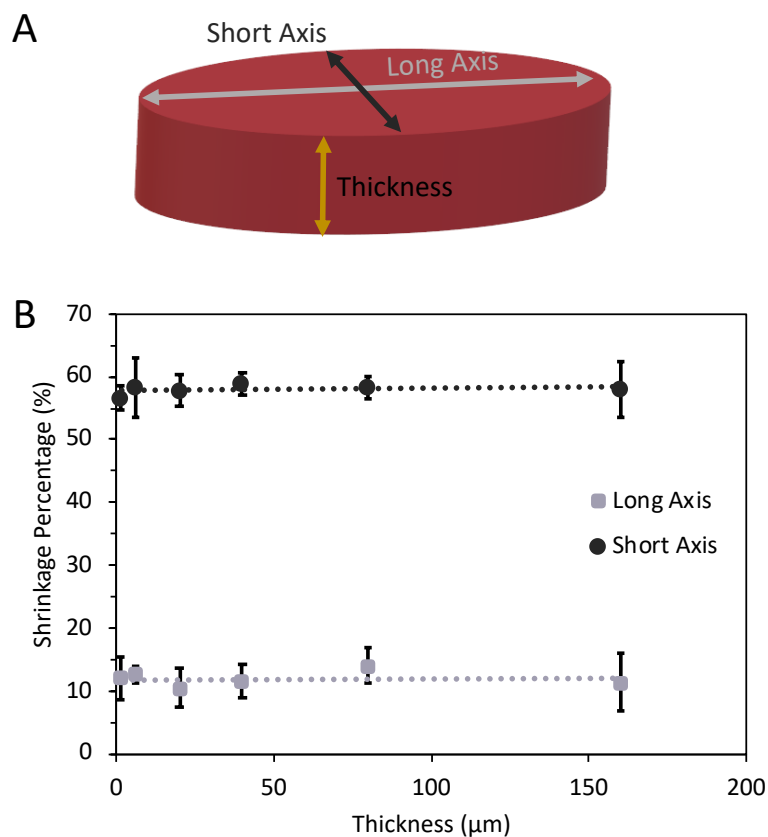 A
Short Axis
Long Axis
Thickness
B
70
60
50
40
30
20
10
0
Shrinkage Percentage (%)
Long Axis
Short Axis
0
50
100
150
200
Thickness (μm)